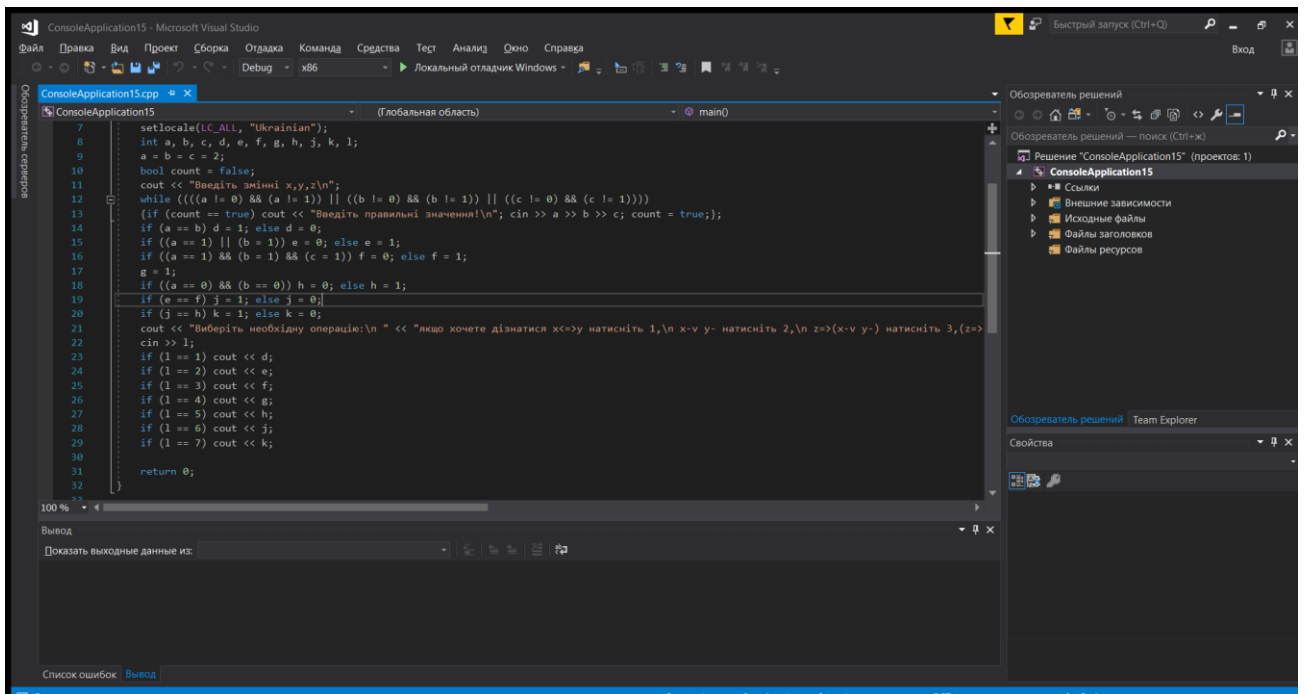 ConsoleApplication15 - Microsoft Visual Studio
Быстрый запуск (Ctrl+Q)
Файл Правка Вид Проект Сборка Отладка Команда Средства Тест Анализ Окно Справка
Вход
Debug x86 Локальный отладчик Windows
Обозреватель серверов
ConsoleApplication15.cpp
ConsoleApplication15 (Глобальная область) main()
7 setlocale(LC_ALL, "Ukrainian");
8 int a, b, c, d, e, f, g, h, j, k, l;
9 a = b = c = 2;
10 bool count = false;
11 cout << "Введіть змінні x,y,z\n";
12 while ((((a != 0) && (a != 1)) || ((b != 0) && (b != 1)) || ((c != 0) && (c != 1))))
13 {if (count == true) cout << "Введіть правильні значення!\n"; cin >> a >> b >> c; count = true;};
14 if (a == b) d = 1; else d = 0;
15 if ((a == 1) || (b = 1)) e = 0; else e = 1;
16 if ((a == 1) && (b = 1) && (c = 1)) f = 0; else f = 1;
17 g = 1;
18 if ((a == 0) && (b == 0)) h = 0; else h = 1;
19 if (e == f) j = 1; else j = 0;
20 if (j == h) k = 1; else k = 0;
21 cout << "Виберіть необхідну операцію:\n " << "якщо хочете дізнатися x<=>y натисніть 1,\n x-v y- натисніть 2,\n z=>(x-v y-) натисніть 3,(z=>
22 cin >> l;
23 if (l == 1) cout << d;
24 if (l == 2) cout << e;
25 if (l == 3) cout << f;
26 if (l == 4) cout << g;
27 if (l == 5) cout << h;
28 if (l == 6) cout << j;
29 if (l == 7) cout << k;
30
31 return 0;
32 }
100 %
Вывод
Показать выходные данные из:
Список ошибок Вывод
Обозреватель решений
Обозреватель решений — поиск (Ctrl+ж)
Решение "ConsoleApplication15" (проектов: 1)
ConsoleApplication15
Ссылки
Внешние зависимости
Исходные файлы
Файлы заголовков
Файлы ресурсов
Обозреватель решений Team Explorer
Свойства